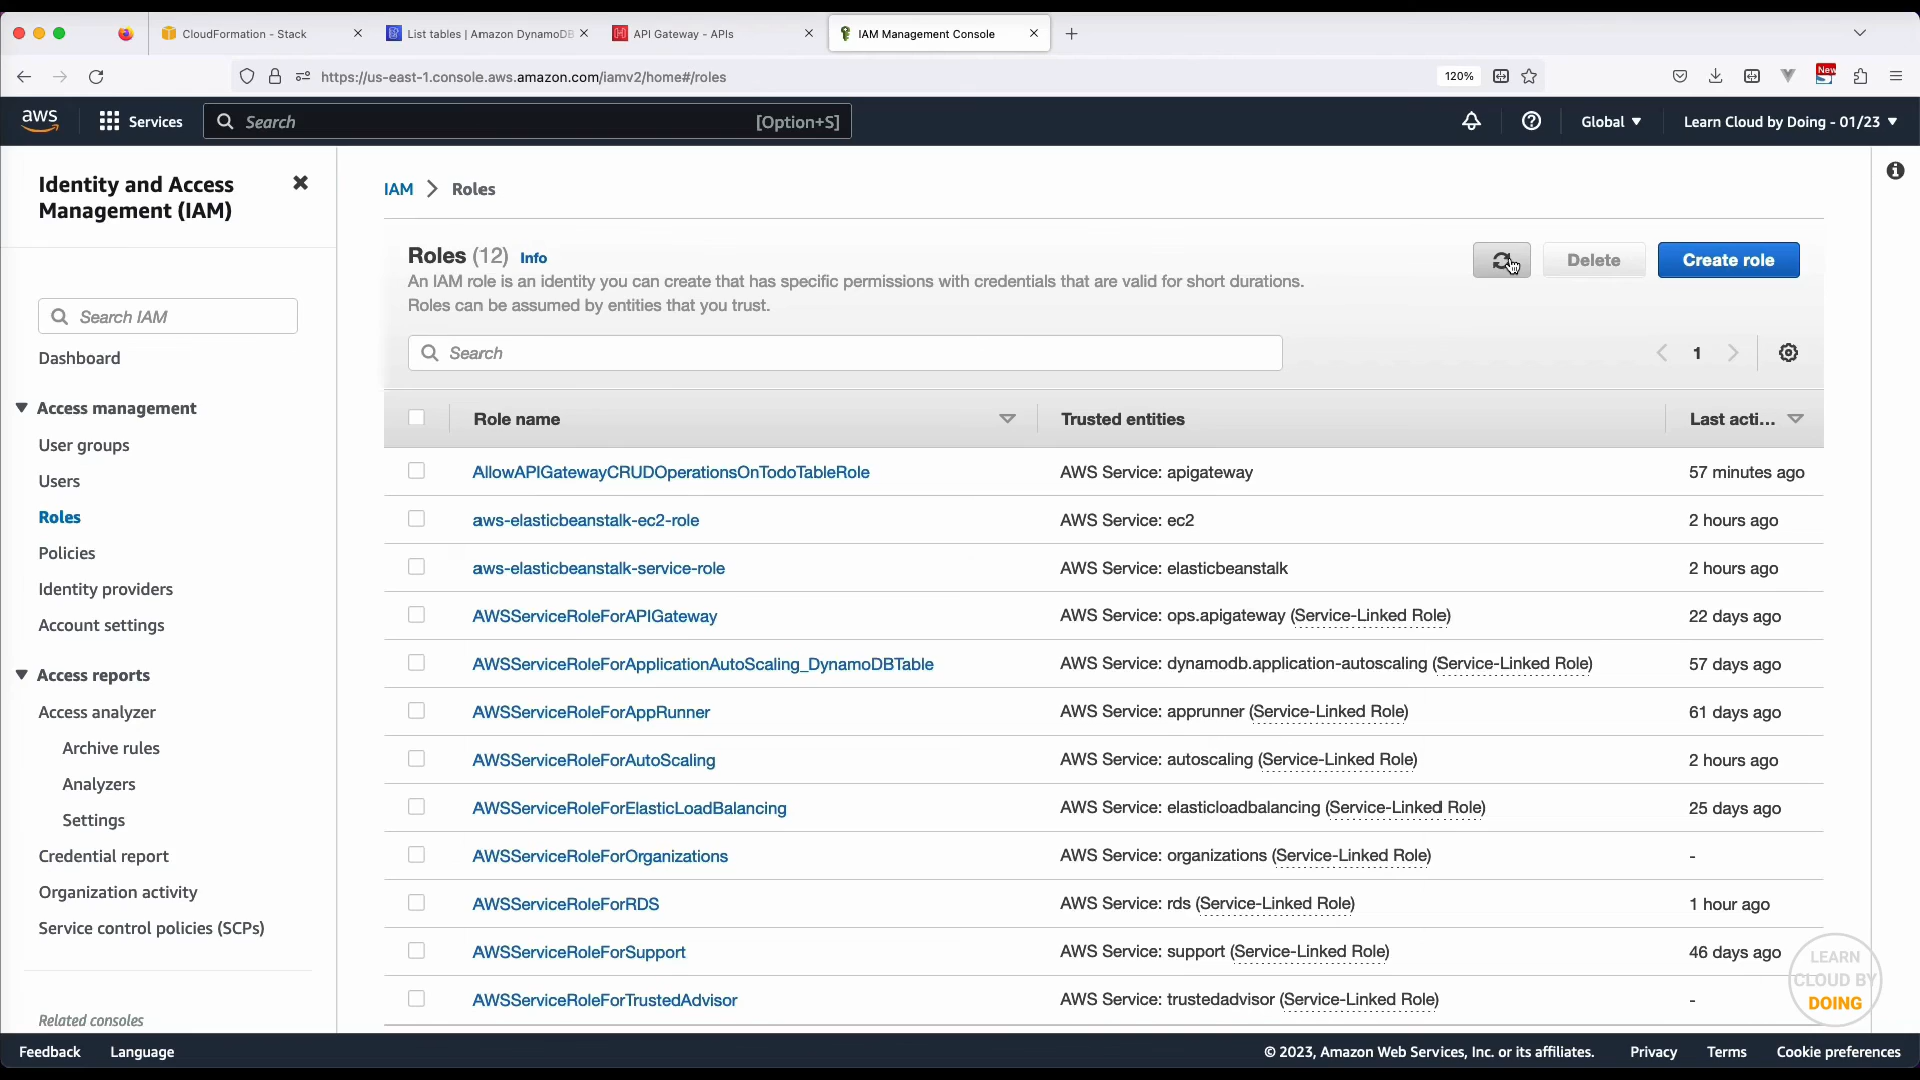 CloudFormation - Stack
List tables | Amazon DynamoDB
API Gateway - APIs
IAM Management Console
https://us-east-1.console.aws.amazon.com/iamv2/home#/roles
120%
New
aws
Services
Search
[Option+S]
Global
Learn Cloud by Doing - 01/23
Identity and Access
Management (IAM)
Search IAM
Dashboard
Access management
User groups
Users
Roles
Policies
Identity providers
Account settings
Access reports
Access analyzer
Archive rules
Analyzers
Settings
Credential report
Organization activity
Service control policies (SCPs)
Related consoles
IAM > Roles
Roles (12) Info
An IAM role is an identity you can create that has specific permissions with credentials that are valid for short durations.
Roles can be assumed by entities that you trust.
Delete
Create role
Search
1
Role name Trusted entities Last acti...
AllowAPIGatewayCRUDOperationsOnTodoTableRole AWS Service: apigateway 57 minutes ago
aws-elasticbeanstalk-ec2-role AWS Service: ec2 2 hours ago
aws-elasticbeanstalk-service-role AWS Service: elasticbeanstalk 2 hours ago
AWSServiceRoleForAPIGateway AWS Service: ops.apigateway (Service-Linked Role) 22 days ago
AWSServiceRoleForApplicationAutoScaling_DynamoDBTable AWS Service: dynamodb.application-autoscaling (Service-Linked Role) 57 days ago
AWSServiceRoleForAppRunner AWS Service: apprunner (Service-Linked Role) 61 days ago
AWSServiceRoleForAutoScaling AWS Service: autoscaling (Service-Linked Role) 2 hours ago
AWSServiceRoleForElasticLoadBalancing AWS Service: elasticloadbalancing (Service-Linked Role) 25 days ago
AWSServiceRoleForOrganizations AWS Service: organizations (Service-Linked Role) -
AWSServiceRoleForRDS AWS Service: rds (Service-Linked Role) 1 hour ago
AWSServiceRoleForSupport AWS Service: support (Service-Linked Role) 46 days ago
AWSServiceRoleForTrustedAdvisor AWS Service: trustedadvisor (Service-Linked Role) -
LEARN
CLOUD BY
DOING
Feedback Language © 2023, Amazon Web Services, Inc. or its affiliates. Privacy Terms Cookie preferences